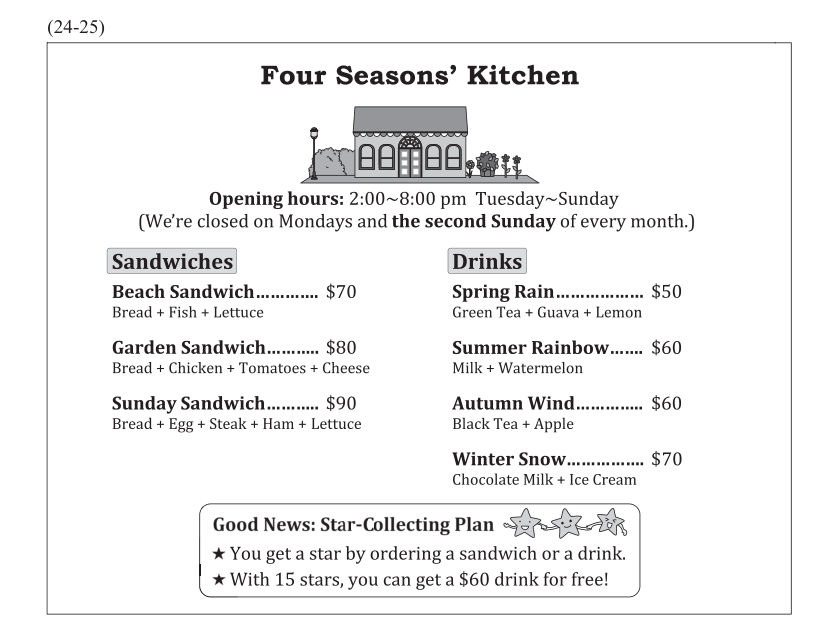 (24-25)
Four Seasons’ Kitchen
Opening hours: 2:00~8:00 pm Tuesday~Sunday
(We’re closed on Mondays and the second Sunday of every month.)
Sandwiches
Beach Sandwich............ $70
Bread + Fish + Lettuce
Garden Sandwich.......... $80
Bread + Chicken + Tomatoes + Cheese
Sunday Sandwich.......... $90
Bread + Egg + Steak + Ham + Lettuce
Drinks
Spring Rain................. $50
Green Tea + Guava + Lemon
Summer Rainbow....... $60
Milk + Watermelon
Autumn Wind.............. $60
Black Tea + Apple
Winter Snow............... $70
Chocolate Milk + Ice Cream
Good News: Star-Collecting Plan
★ You get a star by ordering a sandwich or a drink.
★ With 15 stars, you can get a $60 drink for free!